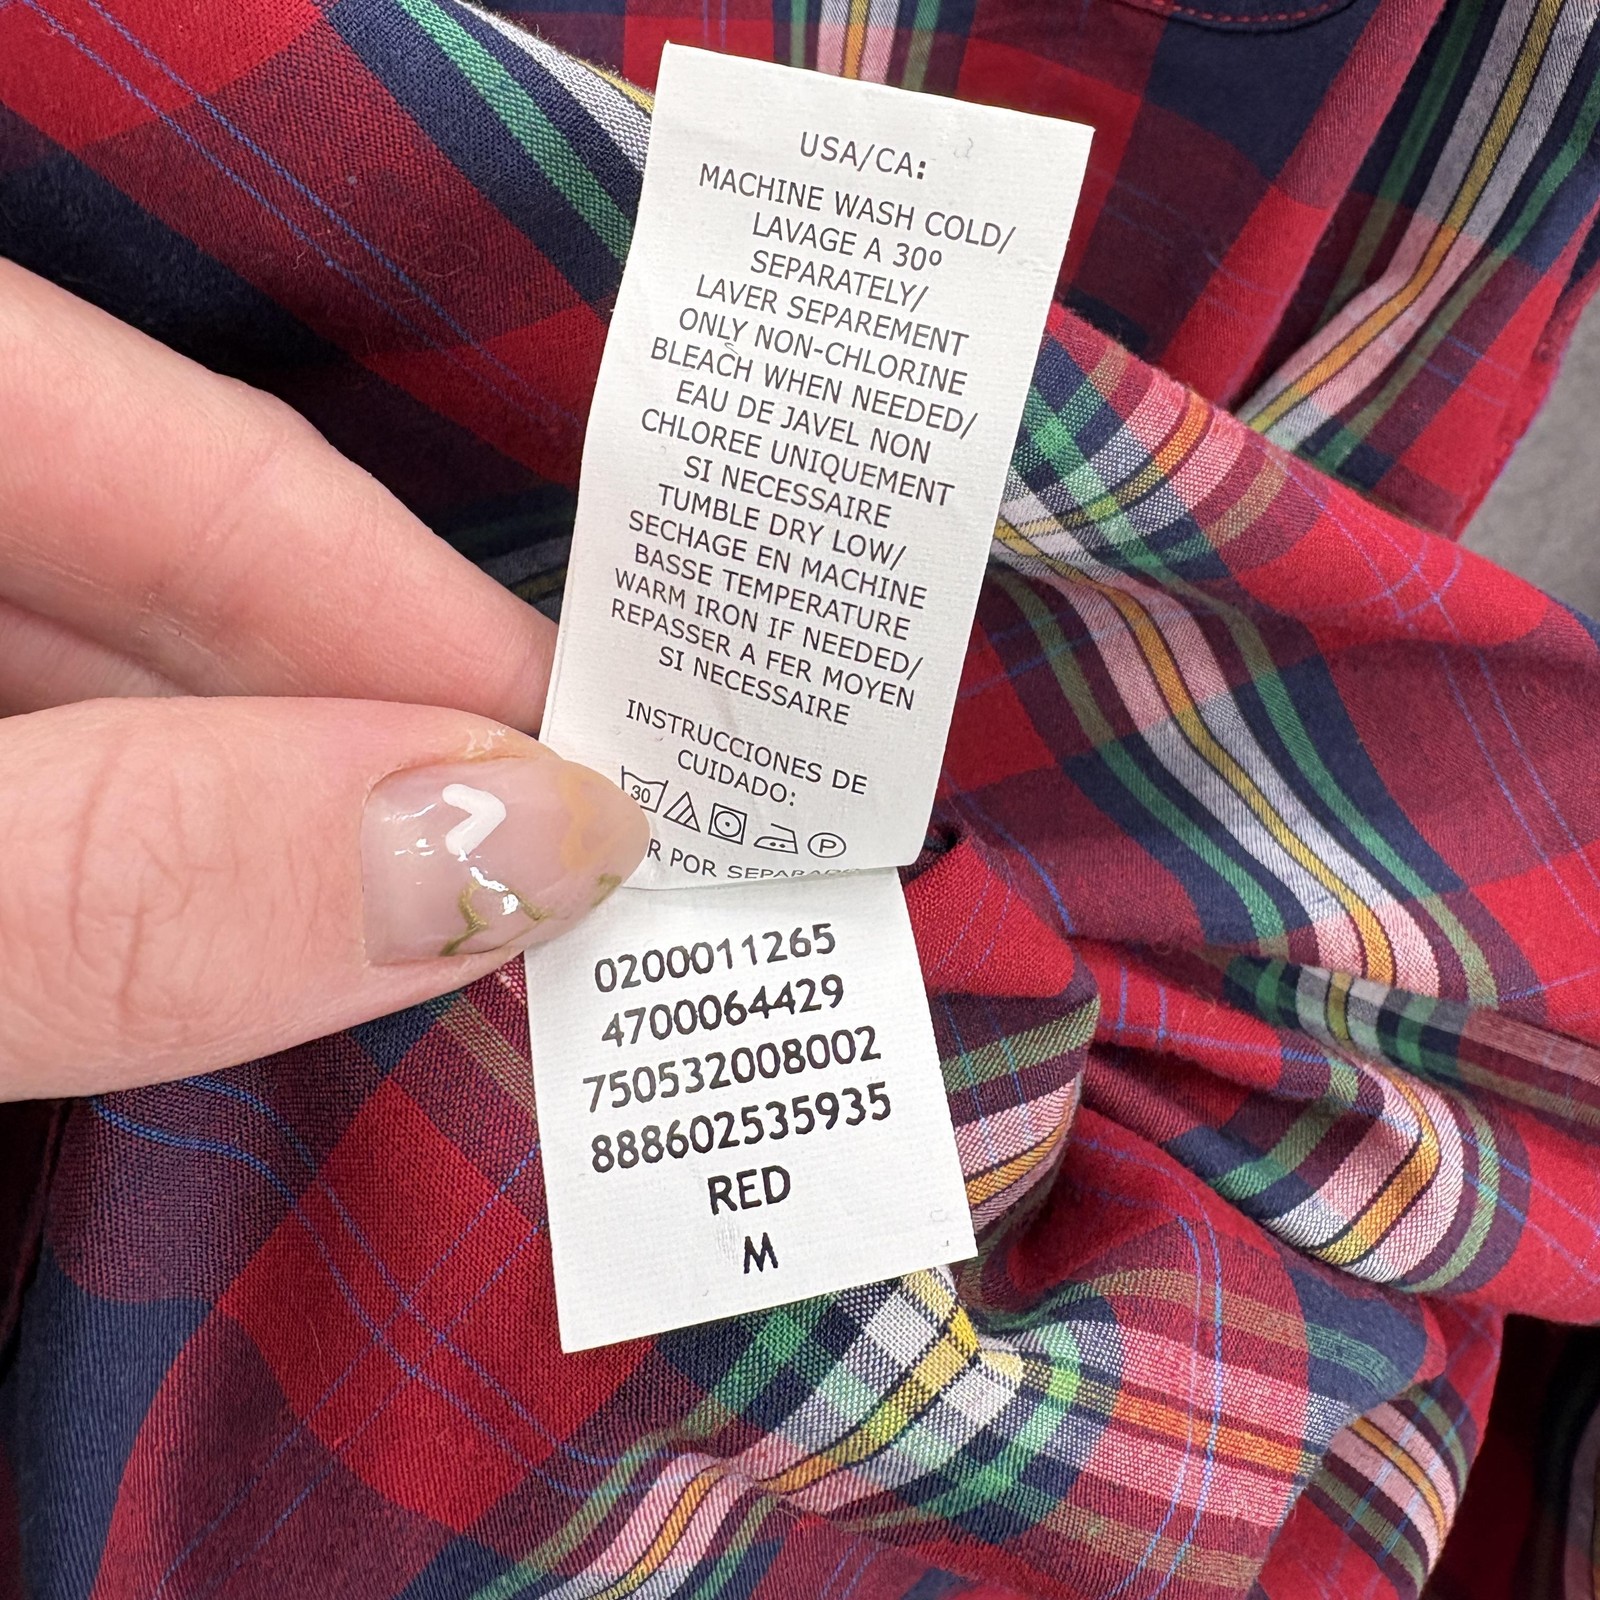 USA/CA:
MACHINE WASH COLD/
LAVAGE A 30º
SEPARATELY/
LAVER SEPAREMENT
ONLY NON-CHLORINE
BLEACH WHEN NEEDED/
EAU DE JAVEL NON
CHLOREE UNIQUEMENT
SI NECESSAIRE
TUMBLE DRY LOW/
SECHAGE EN MACHINE
BASSE TEMPERATURE
WARM IRON IF NEEDED/
REPASSER A FER MOYEN
SI NECESSAIRE
INSTRUCCIONES DE
CUIDADO:
30 P
POR
0200011265
4700064429
750532008002
888602535935
RED
M